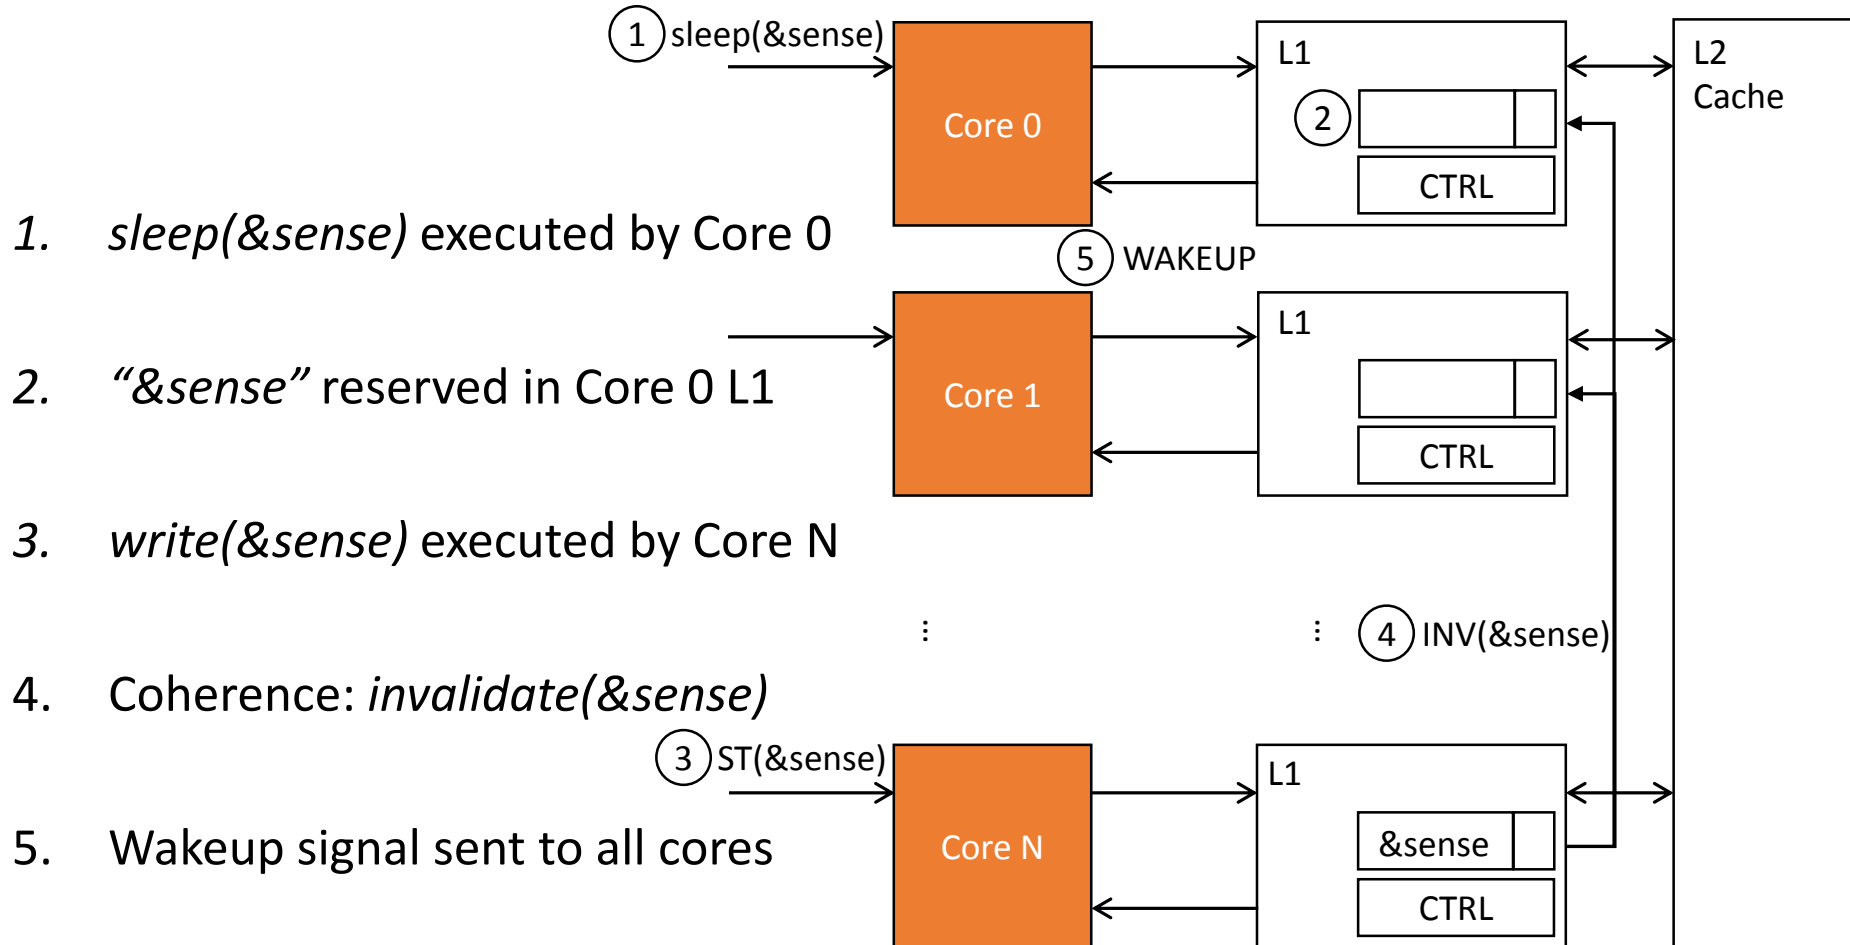 1. sleep(&sense) executed by Core 0
2. “&sense” reserved in Core 0 L1
3. write(&sense) executed by Core N
4. Coherence: invalidate(&sense)
5. Wakeup signal sent to all cores
1 sleep(&sense)
Core 0
L1
2
CTRL
L2
Cache
5 WAKEUP
Core 1
L1
CTRL
...
...
4 INV(&sense)
3 ST(&sense)
Core N
L1
&sense
CTRL